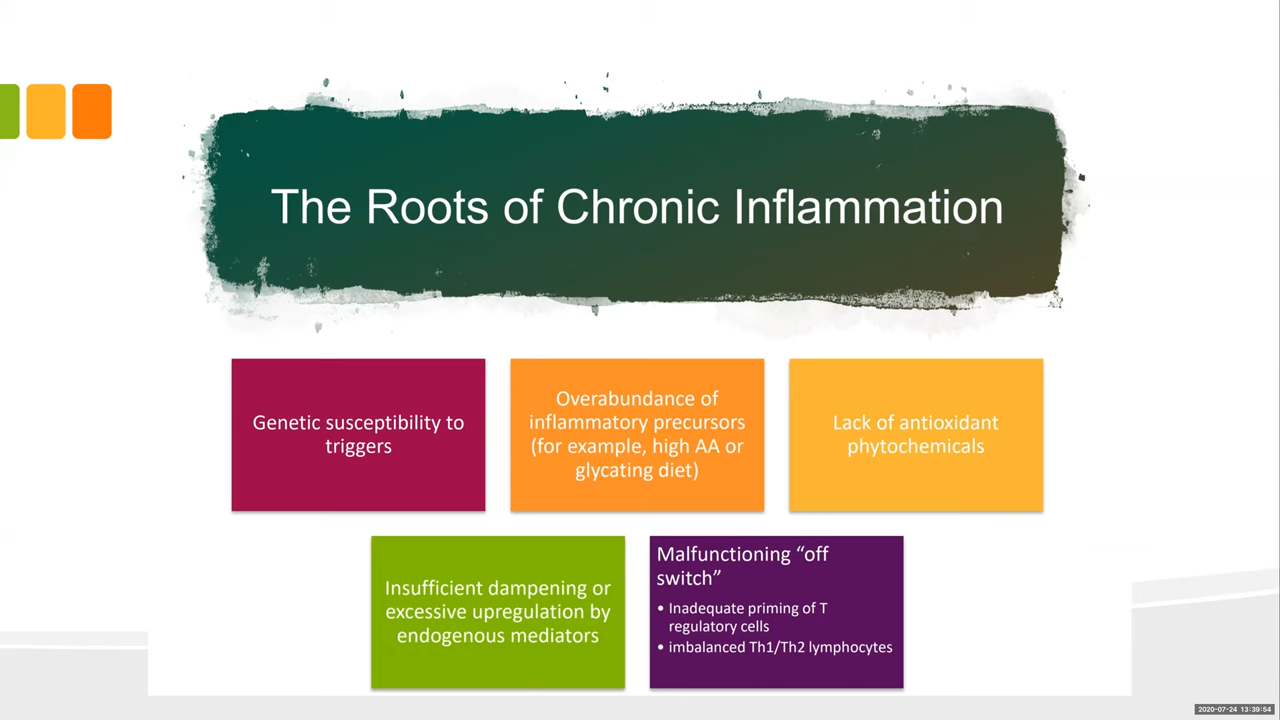 The Roots of Chronic Inflammation
Genetic susceptibility to
triggers
Overabundance of
inflammatory precursors
(for example, high AA or
glycating diet)
Lack of antioxidant
phytochemicals
Insufficient dampening or
excessive upregulation by
endogenous mediators
Malfunctioning “off
switch”
• Inadequate priming of T
regulatory cells
• imbalanced Th1/Th2 lymphocytes
2020-07-24 13:39:54